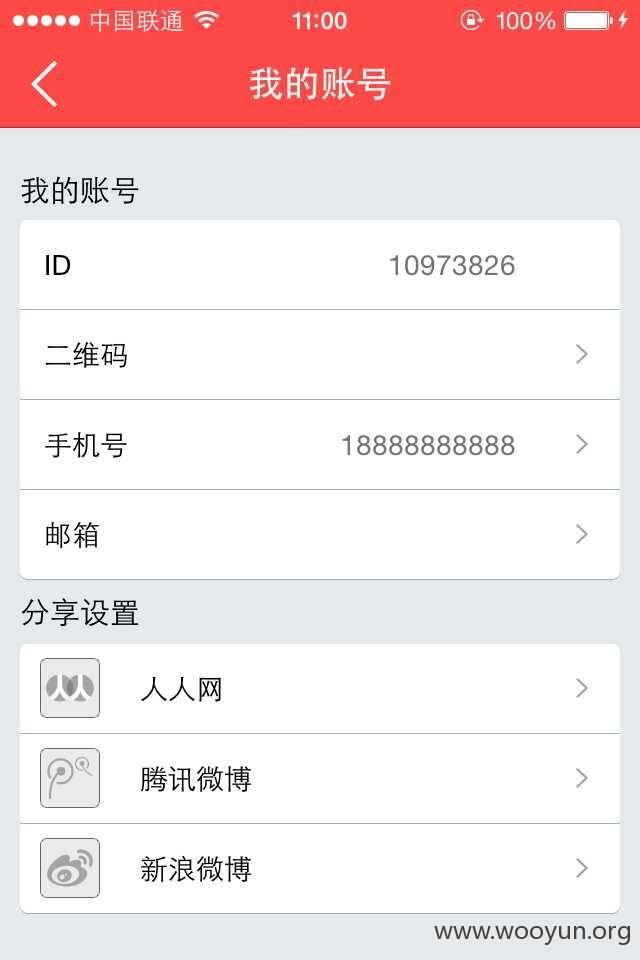 中国联通 11:00 100%
我的账号
我的账号
ID 10973826
二维码
手机号 18888888888
邮箱
分享设置
人人网
腾讯微博
新浪微博
www.wooyun.org